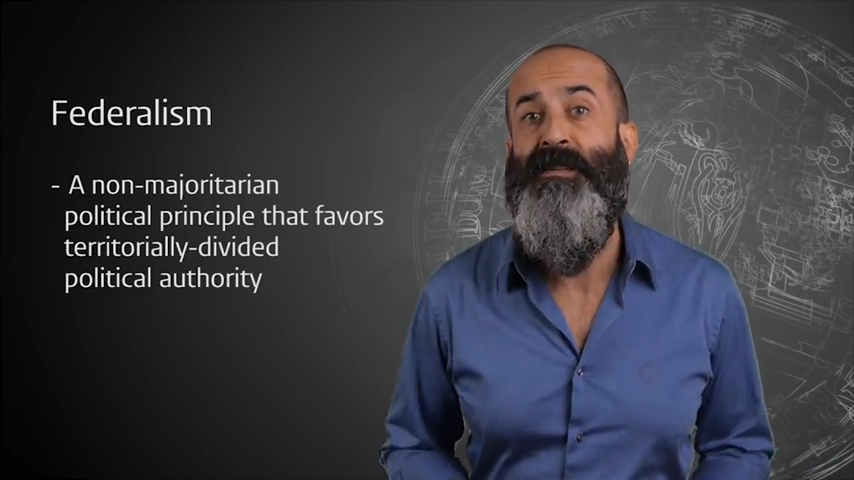 Federalism
- A non-majoritarian
political principle that favors
territorially-divided
political authority